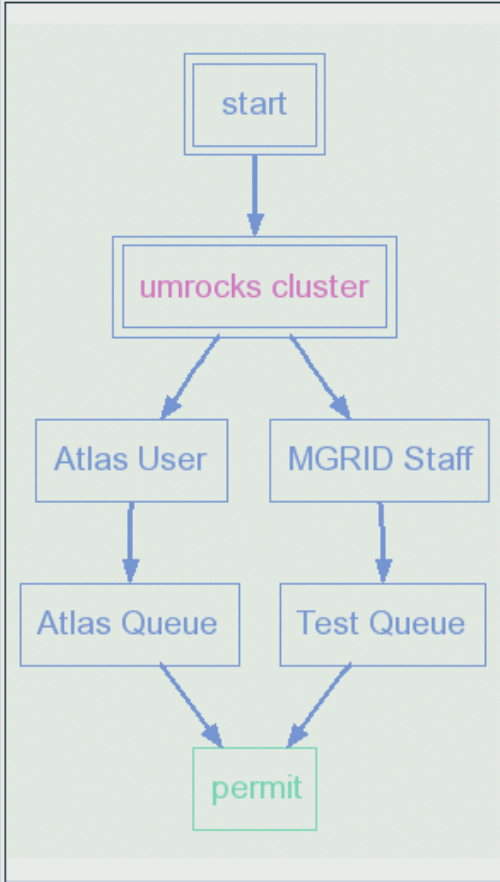 start
umrocks cluster
Atlas User
MGRID Staff
Atlas Queue
Test Queue
permit